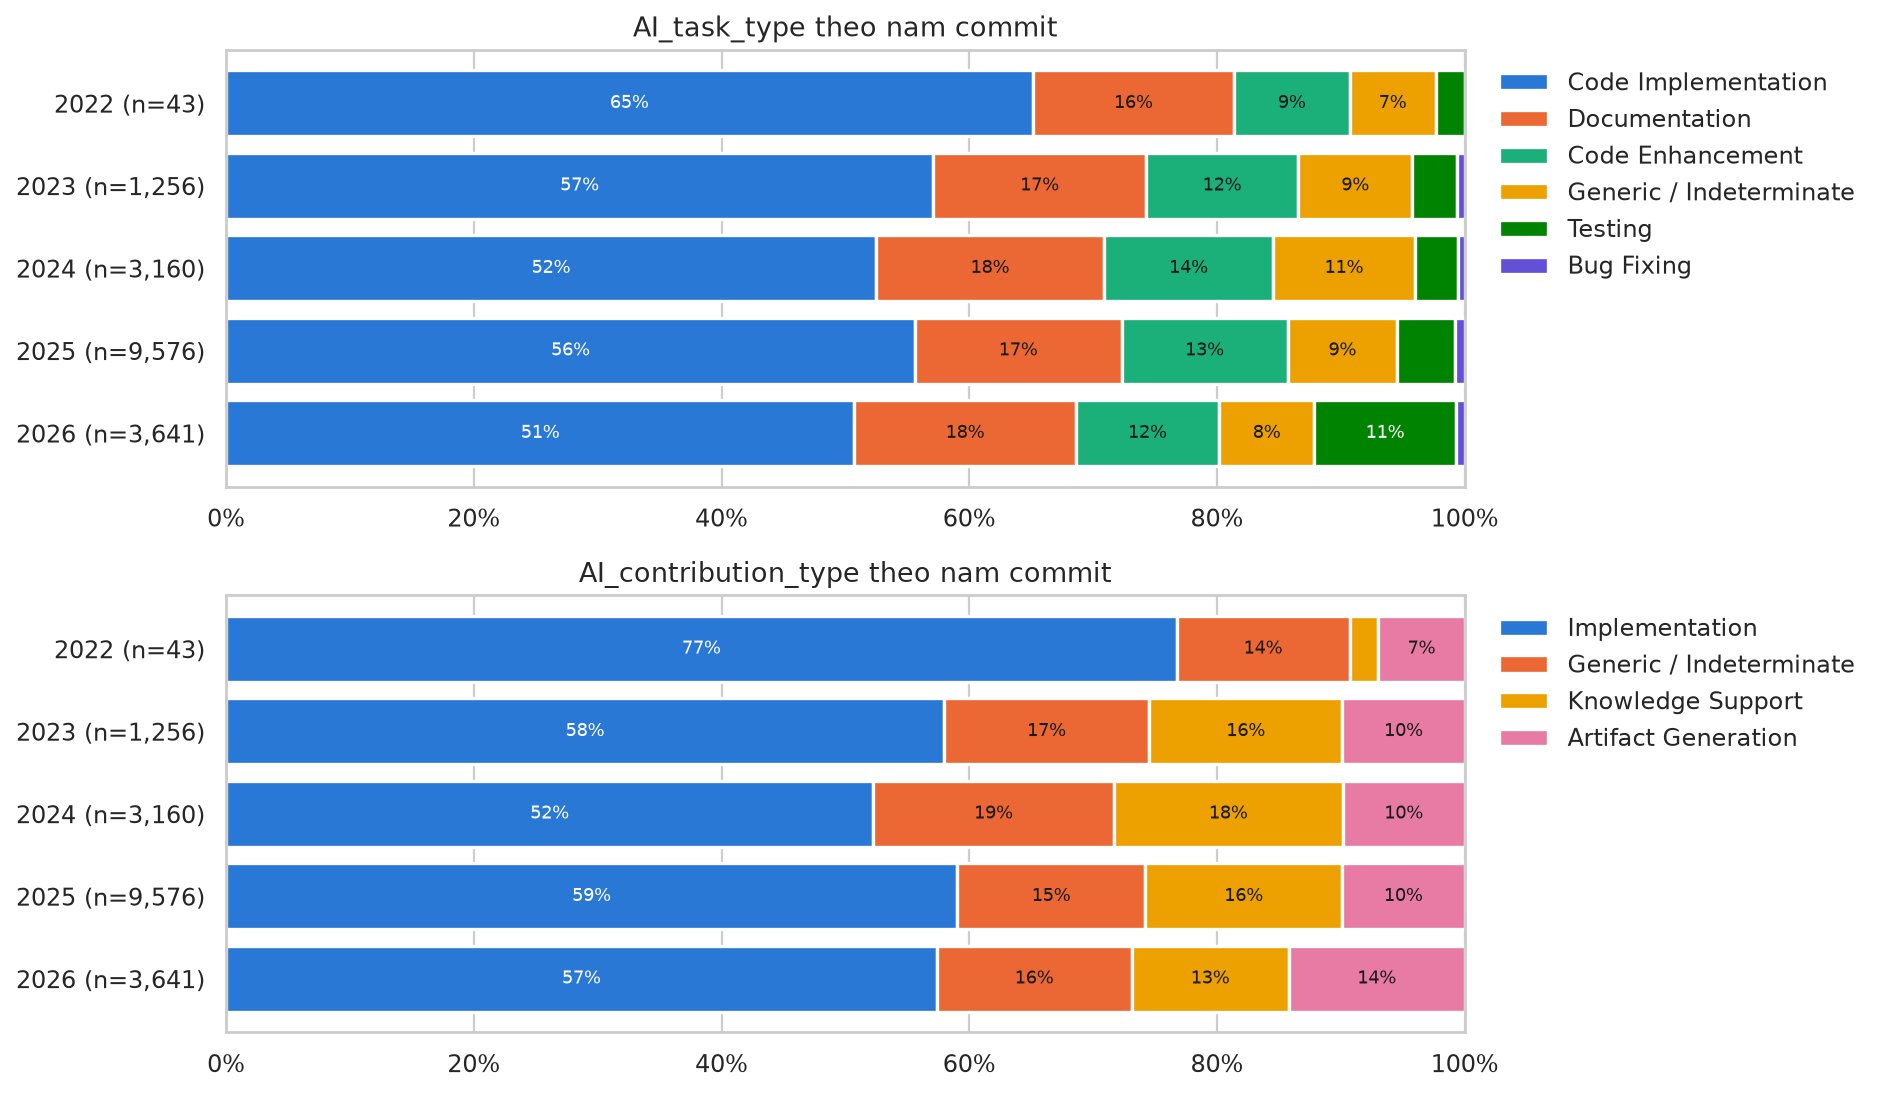 AI_task_type theo nam commit
2022 (n=43)
65%
16%
9%
7%
2023 (n=1,256)
57%
17%
12%
9%
2024 (n=3,160)
52%
18%
14%
11%
2025 (n=9,576)
56%
17%
13%
9%
2026 (n=3,641)
51%
18%
12%
8%
11%
0%
20%
40%
60%
80%
100%
Code Implementation
Documentation
Code Enhancement
Generic / Indeterminate
Testing
Bug Fixing
AI_contribution_type theo nam commit
2022 (n=43)
77%
14%
7%
2023 (n=1,256)
58%
17%
16%
10%
2024 (n=3,160)
52%
19%
18%
10%
2025 (n=9,576)
59%
15%
16%
10%
2026 (n=3,641)
57%
16%
13%
14%
0%
20%
40%
60%
80%
100%
Implementation
Generic / Indeterminate
Knowledge Support
Artifact Generation